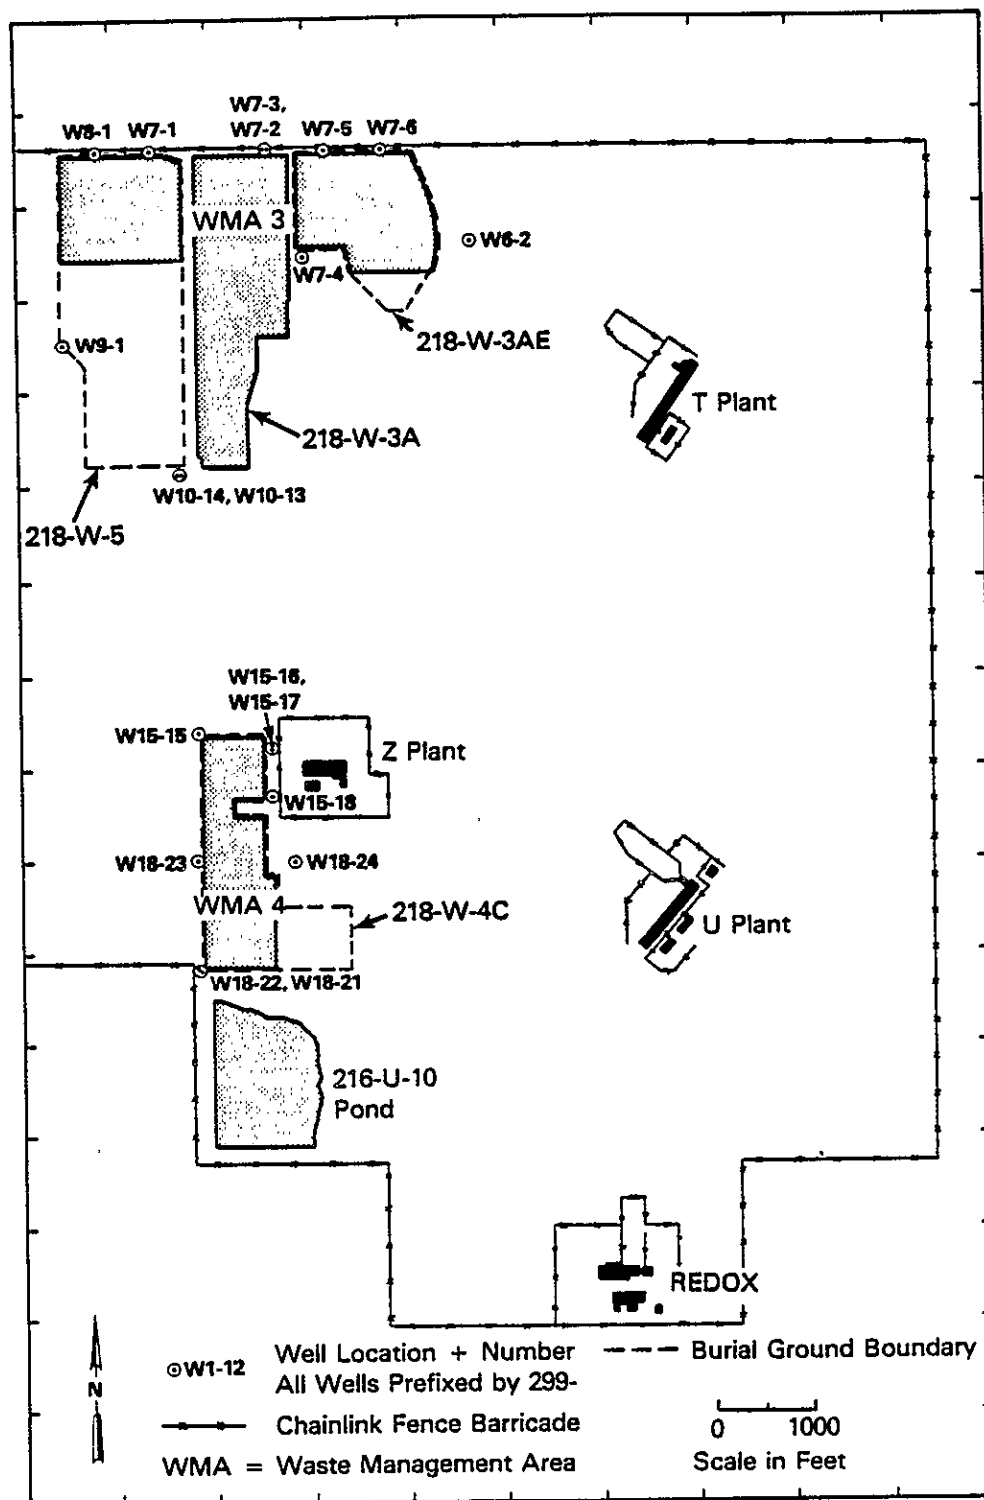 W7-3,
W8-1 W7-1 W7-2 W7-5 W7-6
WMA 3
W6-2
W7-4
218-W-3AE
W9-1
T Plant
218-W-3A
W10-14, W10-13
218-W-5
W15-16,
W15-17
W15-15
Z Plant
W15-18
W18-23
W18-24
WMA 4
218-W-4C
U Plant
W18-22, W18-21
216-U-10
Pond
REDOX
N
W1-12
Well Location + Number
All Wells Prefixed by 299-
Burial Ground Boundary
Chainlink Fence Barricade
0 1000
Scale in Feet
WMA = Waste Management Area